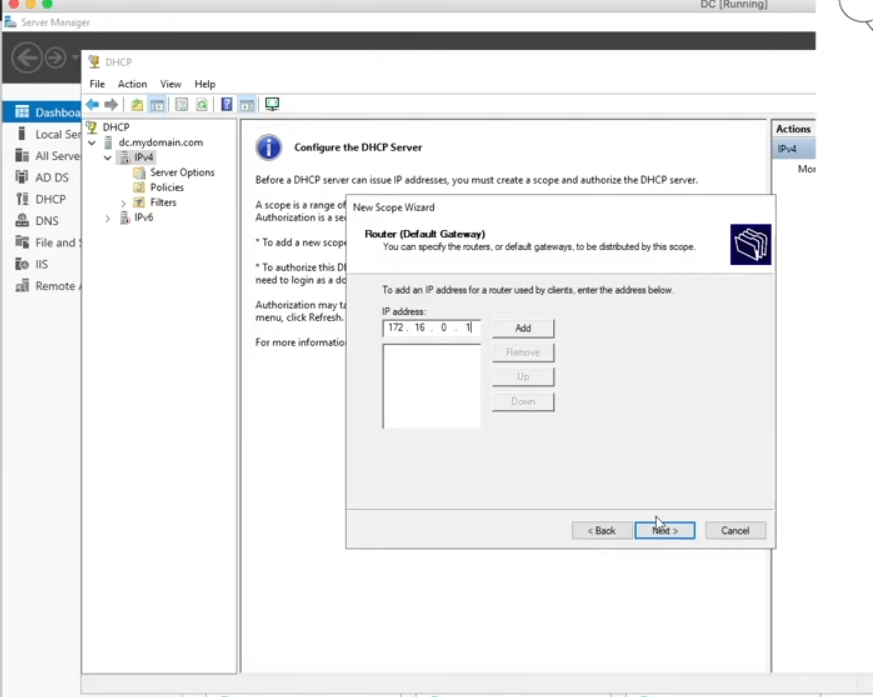 DC [Running]
Server Manager
DHCP
File Action View Help
Dashboa
Local Ser
All Serve
AD DS
DHCP
DNS
File and S
IIS
Remote A
DHCP
dc.mydomain.com
IPv4
Server Options
Policies
Filters
IPv6
Configure the DHCP Server
Before a DHCP server can issue IP addresses, you must create a scope and authorize the DHCP server.
A scope is a range of
Authorization is a se
* To add a new scope
* To authorize this DH
need to login as a do
Authorization may ta
menu, click Refresh.
For more informatio
Actions
IPv4
Mor
New Scope Wizard
Router (Default Gateway)
You can specify the routers, or default gateways, to be distributed by this scope.
To add an IP address for a router used by clients, enter the address below.
IP address:
172 . 16 . 0 . 1
Add
Remove
Up
Down
< Back
Next >
Cancel